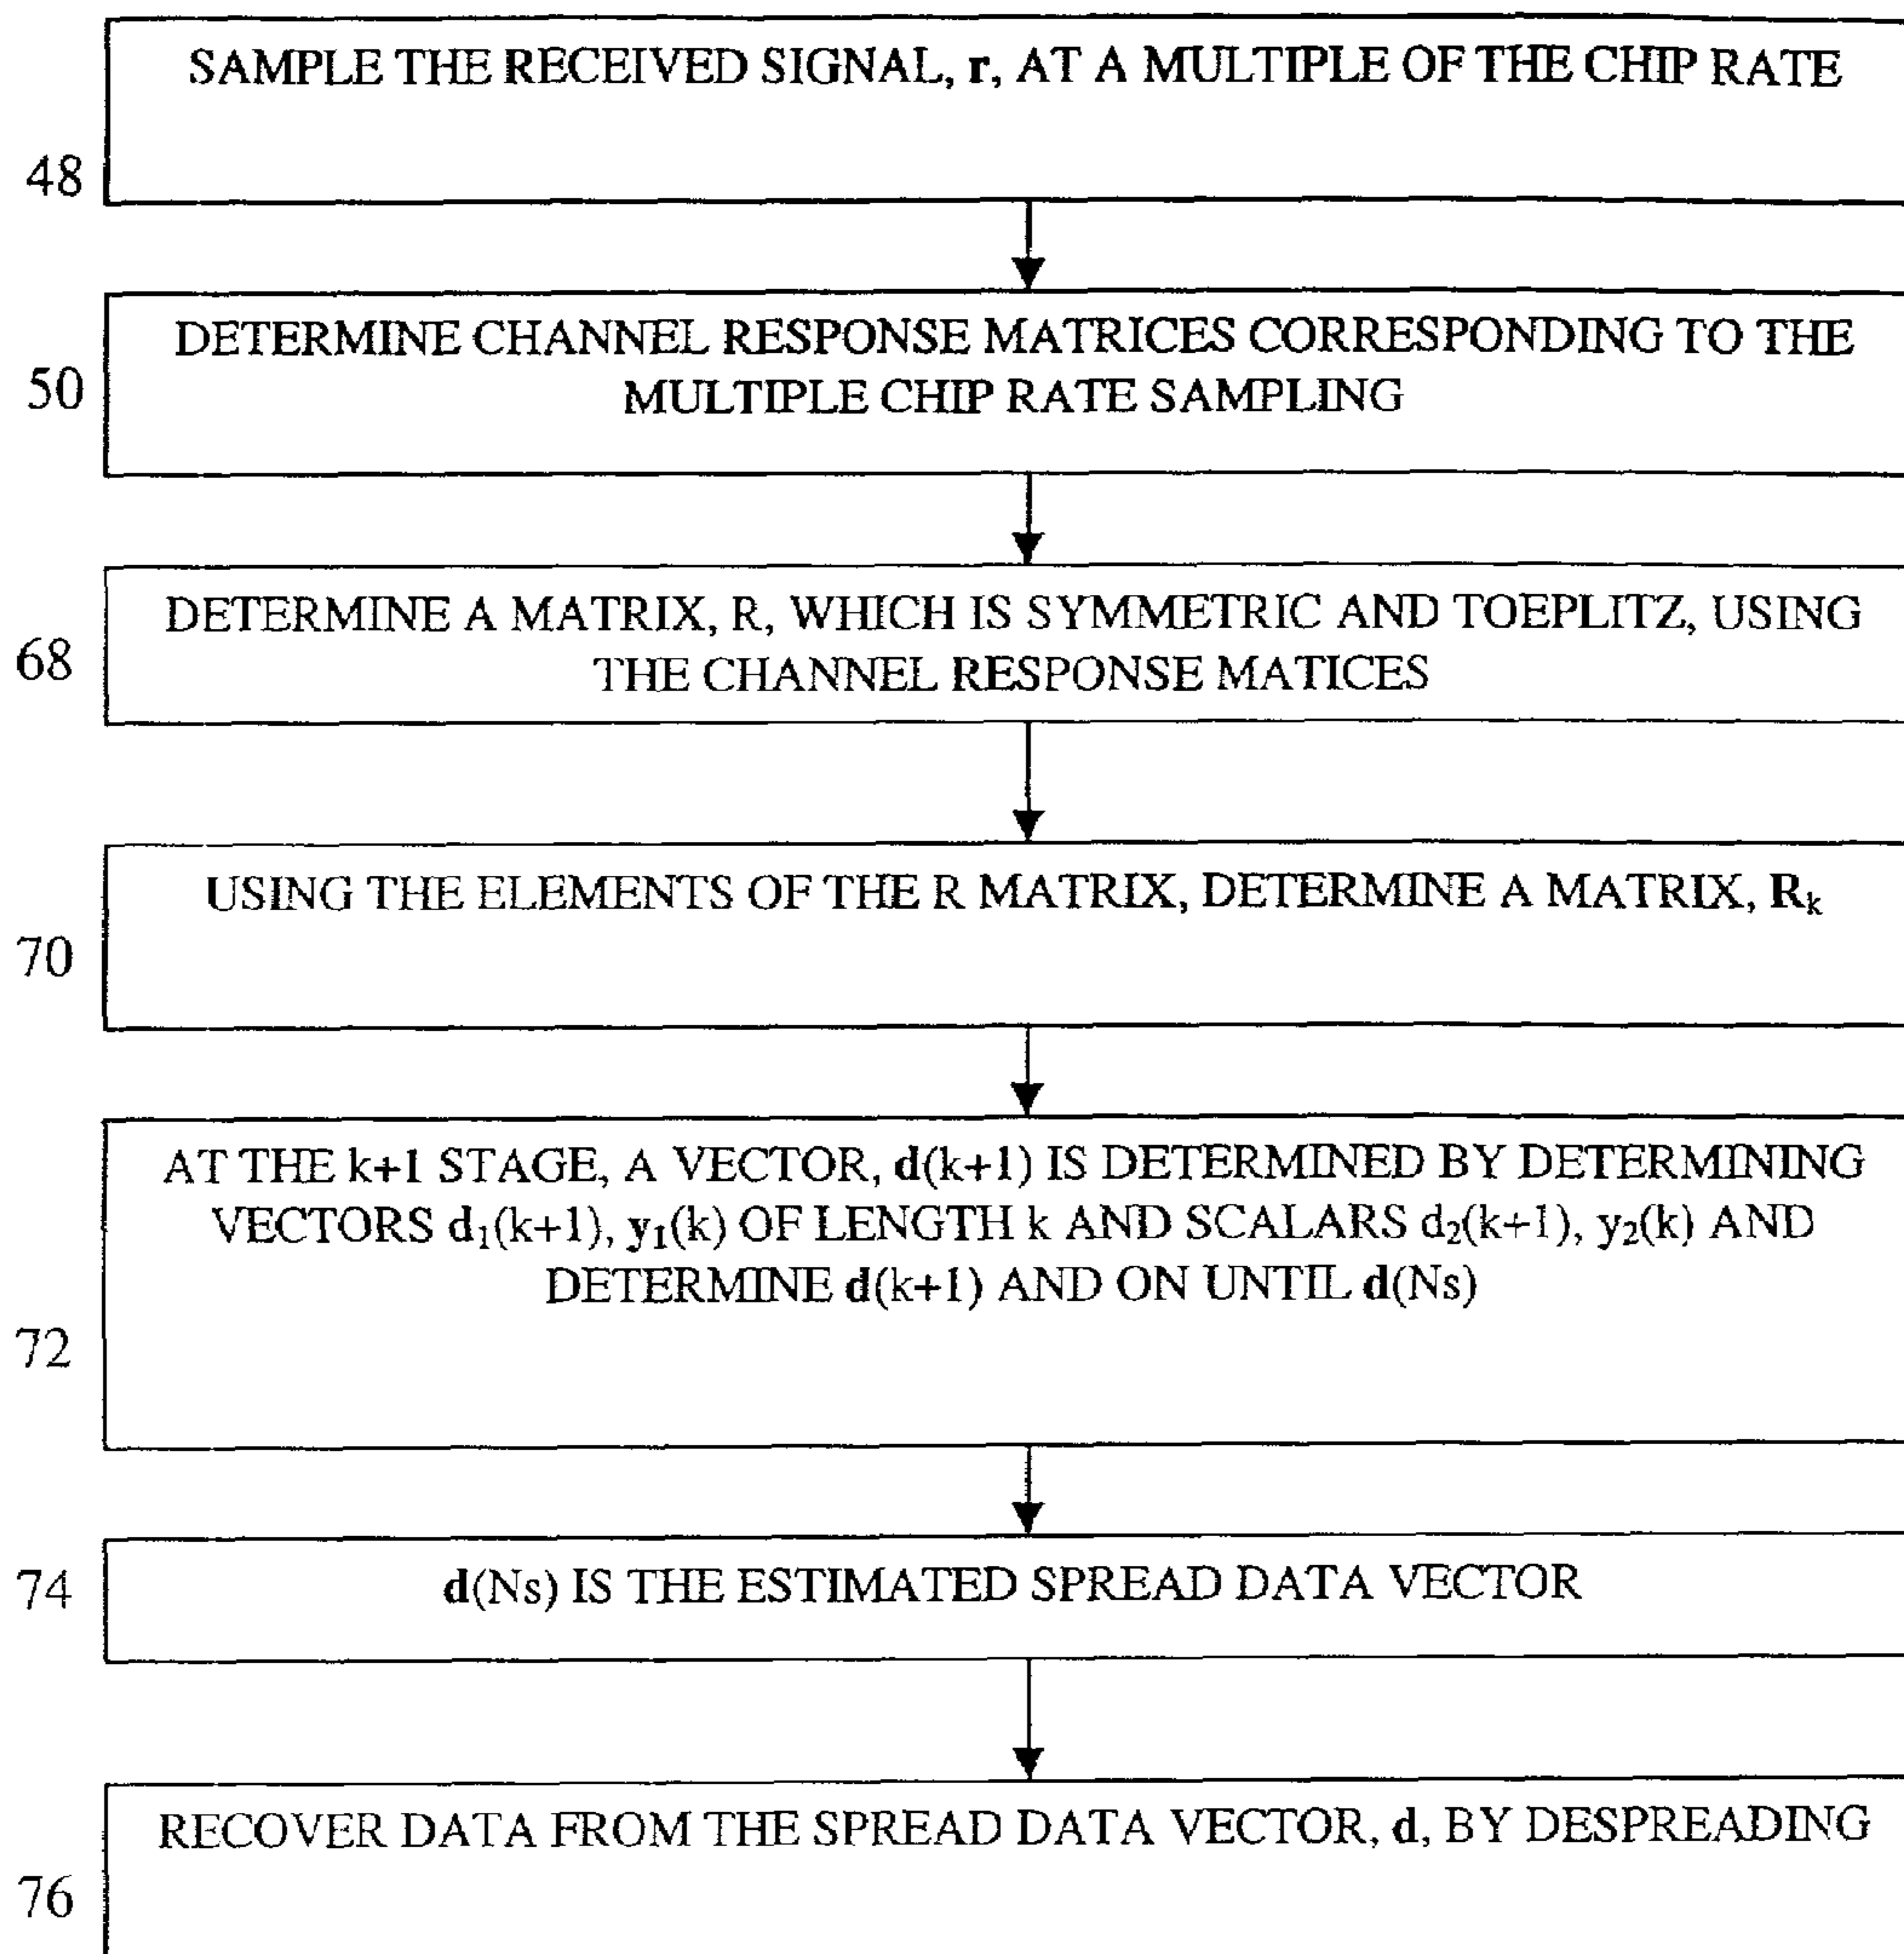 SAMPLE THE RECEIVED SIGNAL, r, AT A MULTIPLE OF THE CHIP RATE
48
DETERMINE CHANNEL RESPONSE MATRICES CORRESPONDING TO THE
MULTIPLE CHIP RATE SAMPLING
50
DETERMINE A MATRIX, R, WHICH IS SYMMETRIC AND TOEPLITZ, USING
THE CHANNEL RESPONSE MATICES
68
USING THE ELEMENTS OF THE R MATRIX, DETERMINE A MATRIX, Rₖ
70
AT THE k+1 STAGE, A VECTOR, d(k+1) IS DETERMINED BY DETERMINING
VECTORS d₁(k+1), y₁(k) OF LENGTH k AND SCALARS d₂(k+1), y₂(k) AND
DETERMINE d(k+1) AND ON UNTIL d(Ns)
72
d(Ns) IS THE ESTIMATED SPREAD DATA VECTOR
74
RECOVER DATA FROM THE SPREAD DATA VECTOR, d, BY DESPREADING
76